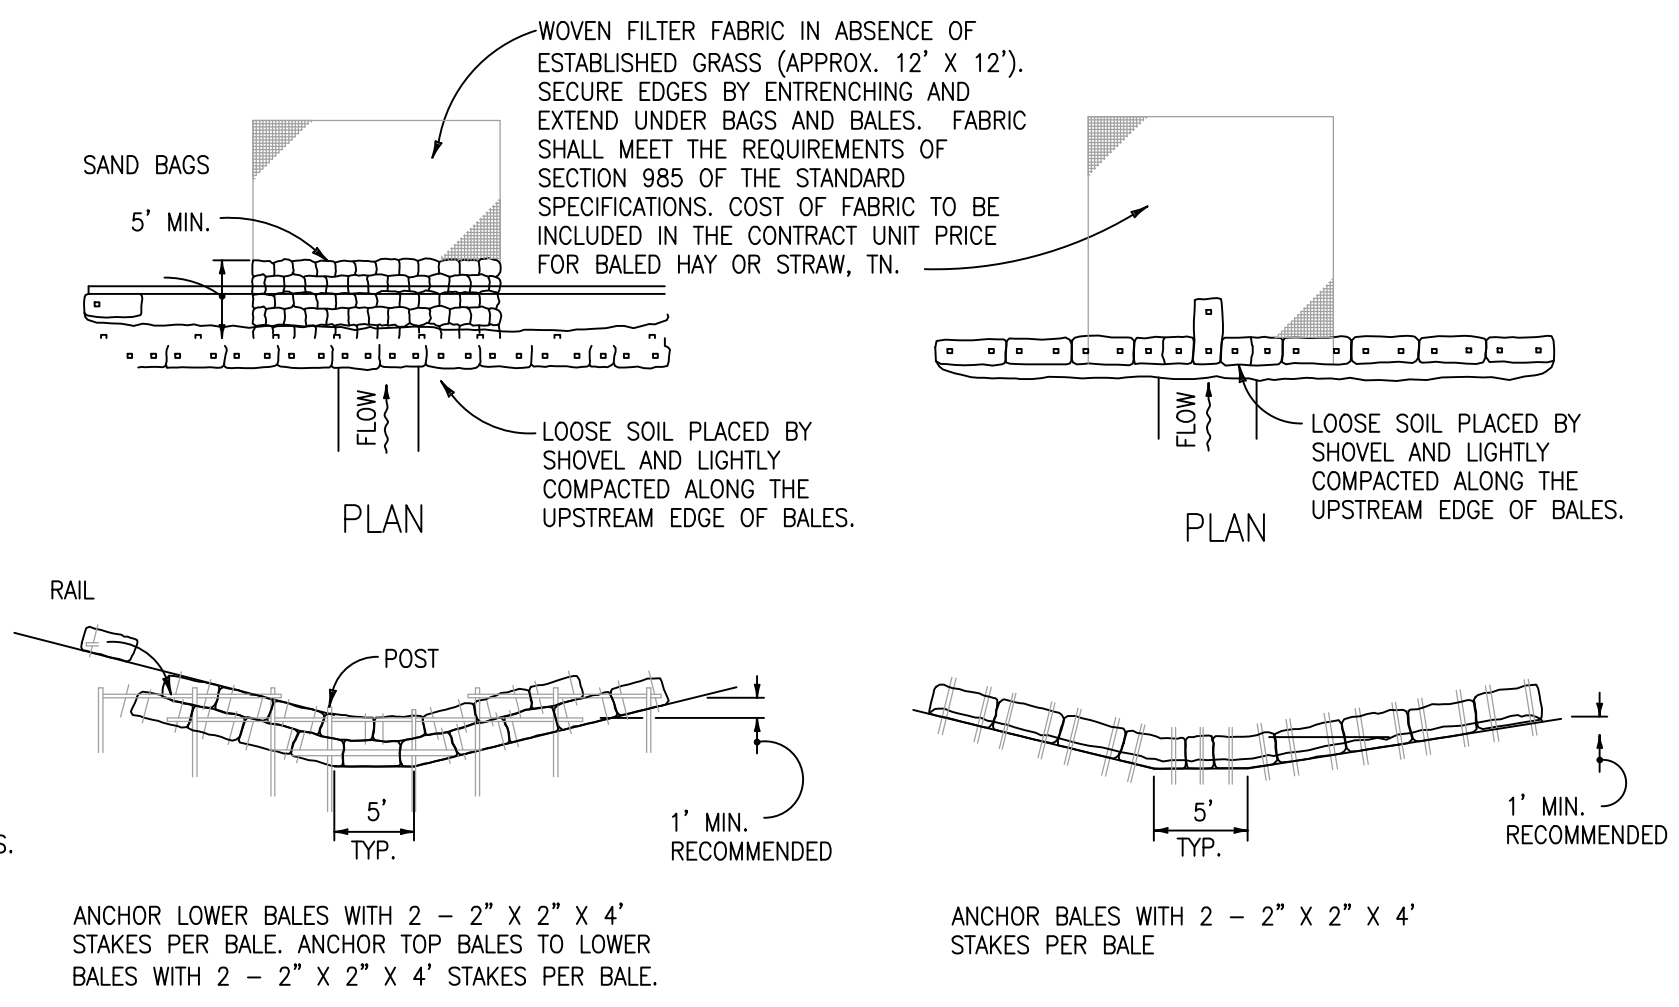 WOVEN FILTER FABRIC IN ABSENCE OF
ESTABLISHED GRASS (APPROX. 12' X 12').
SECURE EDGES BY ENTRENCHING AND
EXTEND UNDER BAGS AND BALES. FABRIC
SHALL MEET THE REQUIREMENTS OF
SECTION 985 OF THE STANDARD
SPECIFICATIONS. COST OF FABRIC TO BE
INCLUDED IN THE CONTRACT UNIT PRICE
FOR BALED HAY OR STRAW, TN.
SAND BAGS
5' MIN.
FLOW
LOOSE SOIL PLACED BY
SHOVEL AND LIGHTLY
COMPACTED ALONG THE
UPSTREAM EDGE OF BALES.
PLAN
FLOW
LOOSE SOIL PLACED BY
SHOVEL AND LIGHTLY
COMPACTED ALONG THE
UPSTREAM EDGE OF BALES.
PLAN
RAIL
POST
5'
TYP.
1' MIN.
RECOMMENDED
S.
ANCHOR LOWER BALES WITH 2 - 2" X 2" X 4'
STAKES PER BALE. ANCHOR TOP BALES TO LOWER
BALES WITH 2 - 2" X 2" X 4' STAKES PER BALE.
5'
TYP.
1' MIN.
RECOMMENDED
ANCHOR BALES WITH 2 - 2" X 2" X 4'
STAKES PER BALE